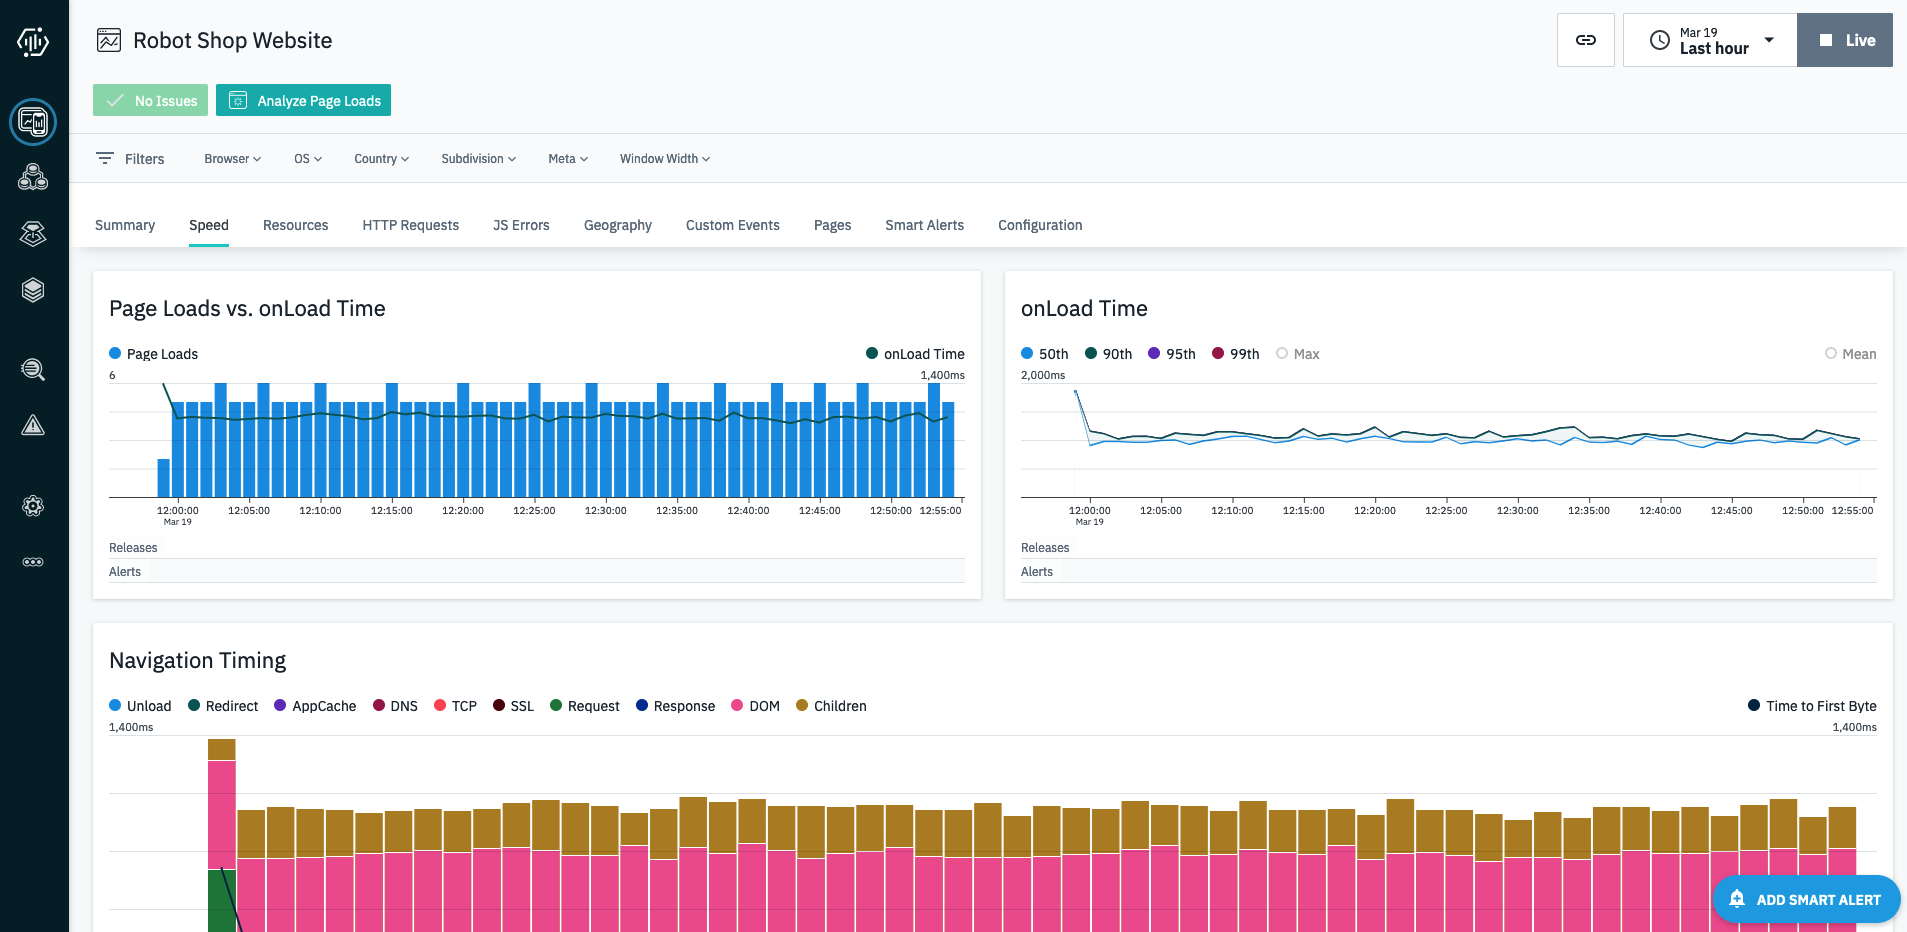 Robot Shop Website
Mar 19
Last hour
Live
No Issues
Analyze Page Loads
Filters Browser OS Country Subdivision Meta Window Width
Summary Speed Resources HTTP Requests JS Errors Geography Custom Events Pages Smart Alerts Configuration
Page Loads vs. onLoad Time
Page Loads onLoad Time
6 1,400ms
12:00:00 12:05:00 12:10:00 12:15:00 12:20:00 12:25:00 12:30:00 12:35:00 12:40:00 12:45:00 12:50:00 12:55:00
Mar 19
Releases
Alerts
onLoad Time
50th 90th 95th 99th Max Mean
2,000ms
12:00:00 12:05:00 12:10:00 12:15:00 12:20:00 12:25:00 12:30:00 12:35:00 12:40:00 12:45:00 12:50:00 12:55:00
Mar 19
Releases
Alerts
Navigation Timing
Unload Redirect AppCache DNS TCP SSL Request Response DOM Children Time to First Byte
1,400ms 1,400ms
ADD SMART ALERT